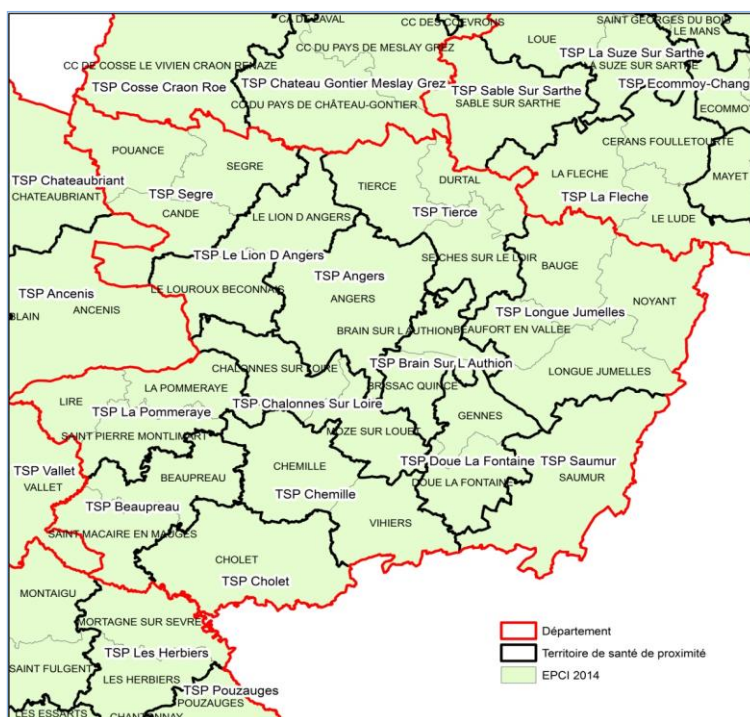 CA DE LAVAL
CC DES COEVRONS
SAINT GEORGES DU BOIS
LE MANS
LOUE
CC DU PAYS DE MESLAY GREZ
TSP La Suze Sur Sarthe
LA SUZE SUR SARTHE
CC DE COSSE LE VIVIEN CRAON RENAZE
TSP Cosse Craon Roe
TSP Chateau Gontier Meslay Grez
TSP Sable Sur Sarthe
SABLE SUR SARTHE
TSP Ecommoy-Chang
ECOMMOY
CC DU PAYS DE CHÂTEAU-GONTIER
CERANS FOULLETOURTE
POUANCE
SEGRE
TIERCE
DURTAL
LA FLECHE
MAYET
TSP Chateaubriant
CHATEAUBRIANT
TSP Segre
CANDE
TSP Tierce
TSP La Fleche
LE LUDE
LE LION D ANGERS
TSP Le Lion D Angers
SEICHES SUR LE LOIR
BAUGE
TSP Angers
ANGERS
LE LOUROUX BECONNAIS
NOYANT
TSP Ancenis
ANCENIS
BLAIN
TSP Longue Jumelles
BRAIN SUR L AUTHION
BEAUFORT EN VALLEE
CHALONNES SUR LOIRE
TSP Brain Sur L Authion
LONGUE JUMELLES
LA POMMERAYE
BRISSAC QUINCE
LIRE
TSP La Pommeraye
TSP Chalonnes Sur Loire
GENNES
SAINT PIERRE MONTLIMART
MOZE SUR LOUET
TSP Vallet
VALLET
BEAUPREAU
CHEMILLE
TSP Doue La Fontaine
DOUE LA FONTAINE
TSP Saumur
SAUMUR
TSP Beaupreau
TSP Chemille
SAINT MACAIRE EN MAUGES
VIHIERS
CHOLET
TSP Cholet
MONTAIGU
MORTAGNE SUR SEVRE
Département
TSP Les Herbiers
Territoire de santé de proximité
SAINT FULGENT
LES HERBIERS
EPCI 2014
TSP Pouzauges
POUZAUGES
LES ESSARTS
CHANTONNAY